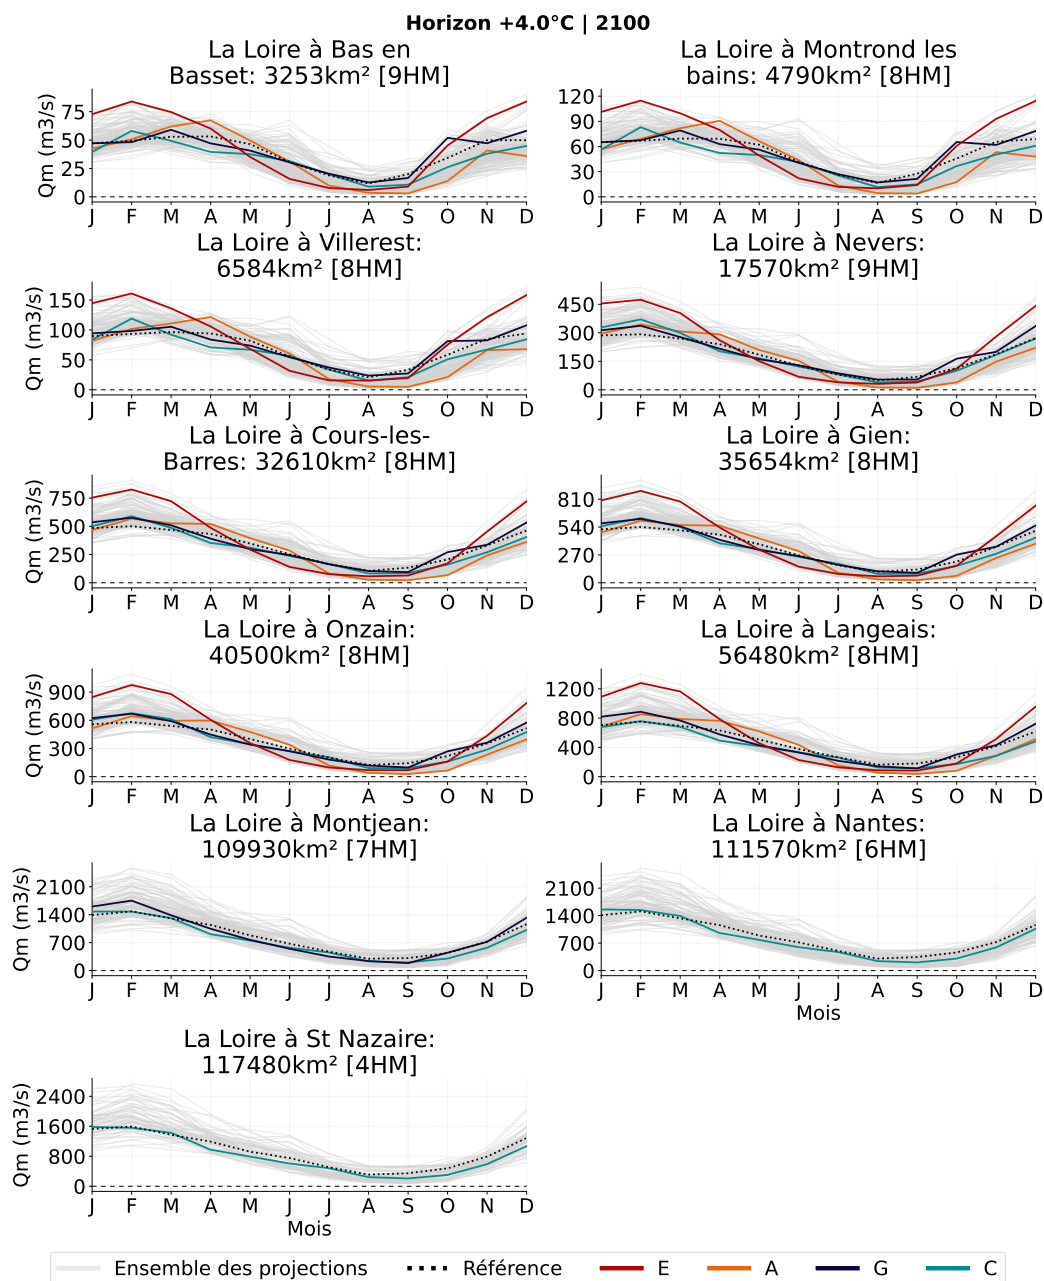 Horizon +4.0°C | 2100
La Loire à Bas en
Basset: 3253km² [9HM]
Qm (m3/s)
75
50
25
0
J F M A M J J A S O N D
La Loire à Montrond les
bains: 4790km² [8HM]
120
90
60
30
0
J F M A M J J A S O N D
La Loire à Villerest:
6584km² [8HM]
Qm (m3/s)
150
100
50
0
J F M A M J J A S O N D
La Loire à Nevers:
17570km² [9HM]
450
300
150
0
J F M A M J J A S O N D
La Loire à Cours-les-
Barres: 32610km² [8HM]
Qm (m3/s)
750
500
250
0
J F M A M J J A S O N D
La Loire à Gien:
35654km² [8HM]
810
540
270
0
J F M A M J J A S O N D
La Loire à Onzain:
40500km² [8HM]
Qm (m3/s)
900
600
300
0
J F M A M J J A S O N D
La Loire à Langeais:
56480km² [8HM]
1200
800
400
0
J F M A M J J A S O N D
La Loire à Montjean:
109930km² [7HM]
Qm (m3/s)
2100
1400
700
0
J F M A M J J A S O N D
La Loire à Nantes:
111570km² [6HM]
2100
1400
700
0
J F M A M J J A S O N D
Mois
La Loire à St Nazaire:
117480km² [4HM]
Qm (m3/s)
2400
1600
800
0
J F M A M J J A S O N D
Mois
Ensemble des projections Référence E A G C